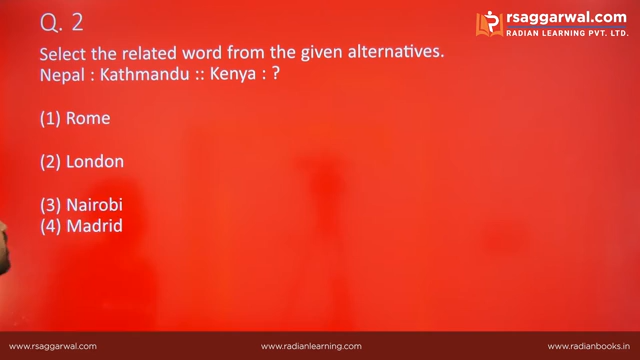 Q. 2
rsaggarwal.com
RADIAN LEARNING PVT. LTD.
Select the related word from the given alternatives.
Nepal : Kathmandu :: Kenya : ?
(1) Rome
(2) London
(3) Nairobi
(4) Madrid
www.rsaggarwal.com
www.radianlearning.com
www.radianbooks.in